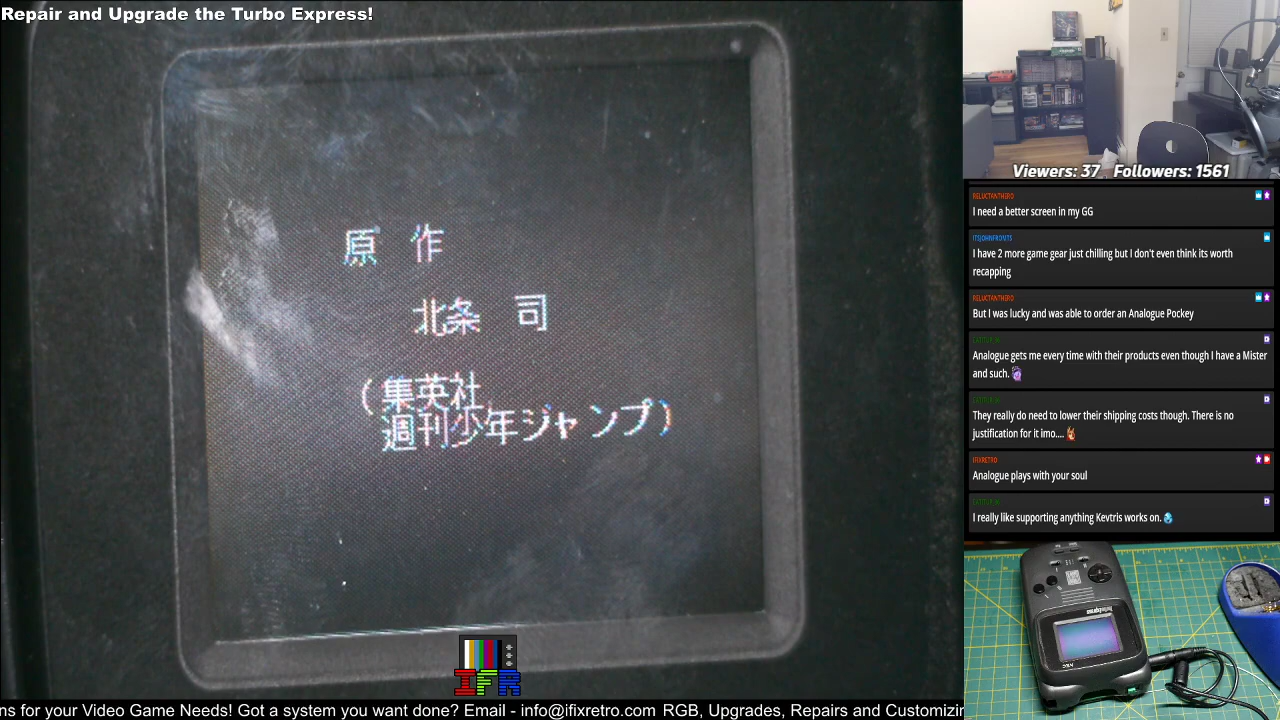 Repair and Upgrade the Turbo Express!
原 作
北条 司
(集英社
週刊少年ジャンプ)
IFR
ns for your Video Game Needs! Got a system you want done? Email - info@ifixretro.com RGB, Upgrades, Repairs and Customizin
Viewers: 37 Followers: 1561
RELUCTANTHERO
I need a better screen in my GG
ITSJOHNFROMTS
I have 2 more game gear just chilling but I don't even think its worth
recapping
RELUCTANTHERO
But I was lucky and was able to order an Analogue Pockey
Analogue gets me every time with their products even though I have a Mister
and such.
They really do need to lower their shipping costs though. There is no
justification for it imo....
IFIXRETRO
Analogue plays with your soul
I really like supporting anything Kevtris works on.